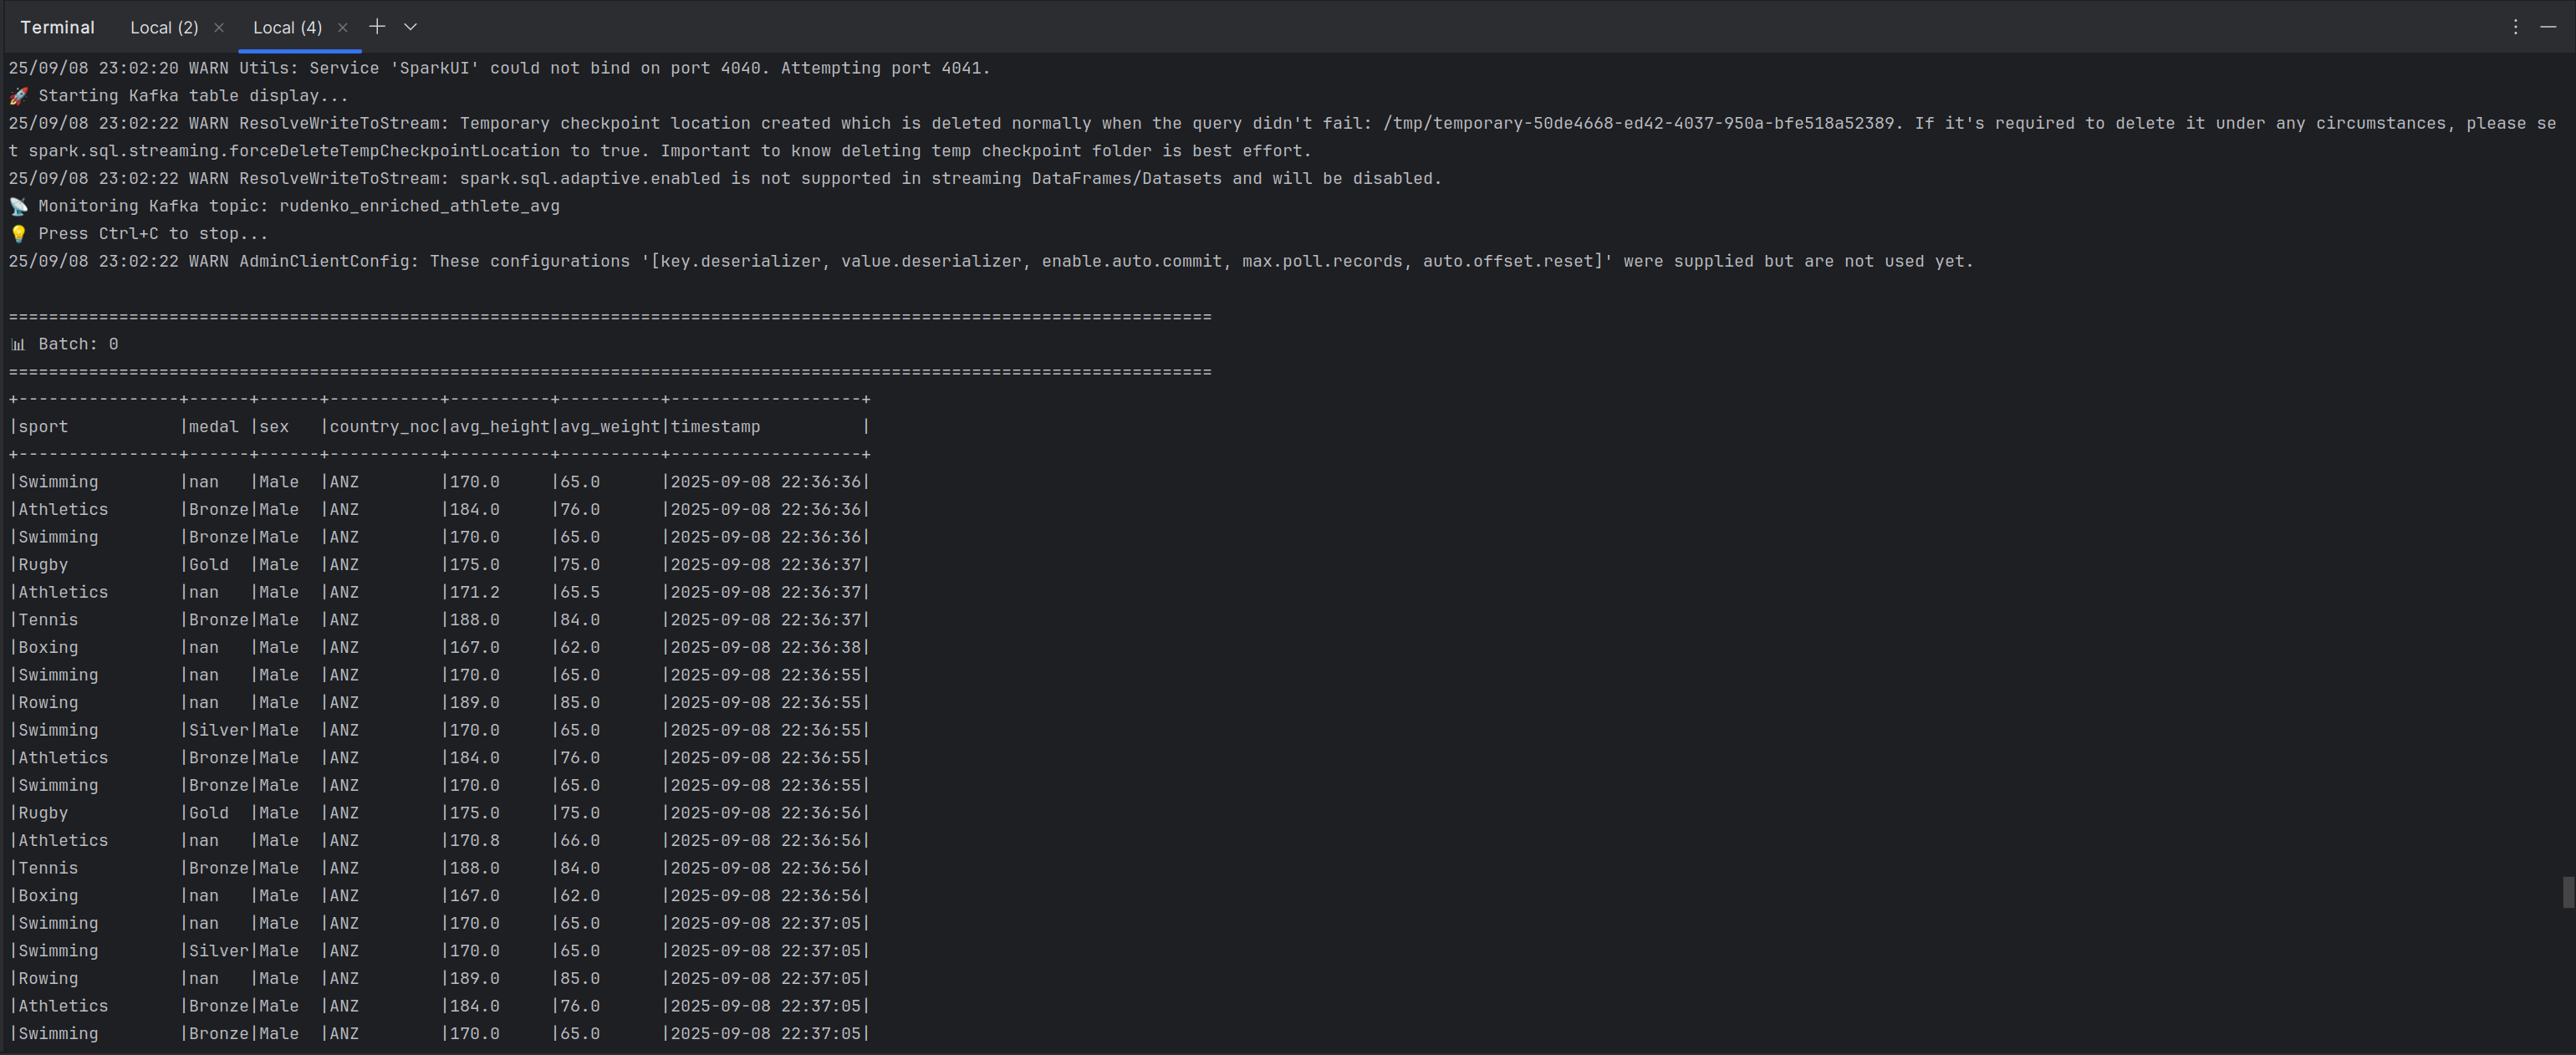 Terminal Local (2) × Local (4) × +
25/09/08 23:02:20 WARN Utils: Service 'SparkUI' could not bind on port 4040. Attempting port 4041.
🚀 Starting Kafka table display...
25/09/08 23:02:22 WARN ResolveWriteToStream: Temporary checkpoint location created which is deleted normally when the query didn't fail: /tmp/temporary-50de4668-ed42-4037-950a-bfe518a52389. If it's required to delete it under any circumstances, please se
t spark.sql.streaming.forceDeleteTempCheckpointLocation to true. Important to know deleting temp checkpoint folder is best effort.
25/09/08 23:02:22 WARN ResolveWriteToStream: spark.sql.adaptive.enabled is not supported in streaming DataFrames/Datasets and will be disabled.
📡 Monitoring Kafka topic: rudenko_enriched_athlete_avg
💡 Press Ctrl+C to stop...
25/09/08 23:02:22 WARN AdminClientConfig: These configurations '[key.deserializer, value.deserializer, enable.auto.commit, max.poll.records, auto.offset.reset]' were supplied but are not used yet.
========================================================================================================================
📊 Batch: 0
========================================================================================================================
+----------------+------+------+-----------+----------+----------+-------------------+
|sport           |medal |sex   |country_noc|avg_height|avg_weight|timestamp          |
+----------------+------+------+-----------+----------+----------+-------------------+
|Swimming        |nan   |Male  |ANZ        |170.0     |65.0      |2025-09-08 22:36:36|
|Athletics       |Bronze|Male  |ANZ        |184.0     |76.0      |2025-09-08 22:36:36|
|Swimming        |Bronze|Male  |ANZ        |170.0     |65.0      |2025-09-08 22:36:36|
|Rugby           |Gold  |Male  |ANZ        |175.0     |75.0      |2025-09-08 22:36:37|
|Athletics       |nan   |Male  |ANZ        |171.2     |65.5      |2025-09-08 22:36:37|
|Tennis          |Bronze|Male  |ANZ        |188.0     |84.0      |2025-09-08 22:36:37|
|Boxing          |nan   |Male  |ANZ        |167.0     |62.0      |2025-09-08 22:36:38|
|Swimming        |nan   |Male  |ANZ        |170.0     |65.0      |2025-09-08 22:36:55|
|Rowing          |nan   |Male  |ANZ        |189.0     |85.0      |2025-09-08 22:36:55|
|Swimming        |Silver|Male  |ANZ        |170.0     |65.0      |2025-09-08 22:36:55|
|Athletics       |Bronze|Male  |ANZ        |184.0     |76.0      |2025-09-08 22:36:55|
|Swimming        |Bronze|Male  |ANZ        |170.0     |65.0      |2025-09-08 22:36:55|
|Rugby           |Gold  |Male  |ANZ        |175.0     |75.0      |2025-09-08 22:36:56|
|Athletics       |nan   |Male  |ANZ        |170.8     |66.0      |2025-09-08 22:36:56|
|Tennis          |Bronze|Male  |ANZ        |188.0     |84.0      |2025-09-08 22:36:56|
|Boxing          |nan   |Male  |ANZ        |167.0     |62.0      |2025-09-08 22:36:56|
|Swimming        |nan   |Male  |ANZ        |170.0     |65.0      |2025-09-08 22:37:05|
|Swimming        |Silver|Male  |ANZ        |170.0     |65.0      |2025-09-08 22:37:05|
|Rowing          |nan   |Male  |ANZ        |189.0     |85.0      |2025-09-08 22:37:05|
|Athletics       |Bronze|Male  |ANZ        |184.0     |76.0      |2025-09-08 22:37:05|
|Swimming        |Bronze|Male  |ANZ        |170.0     |65.0      |2025-09-08 22:37:05|